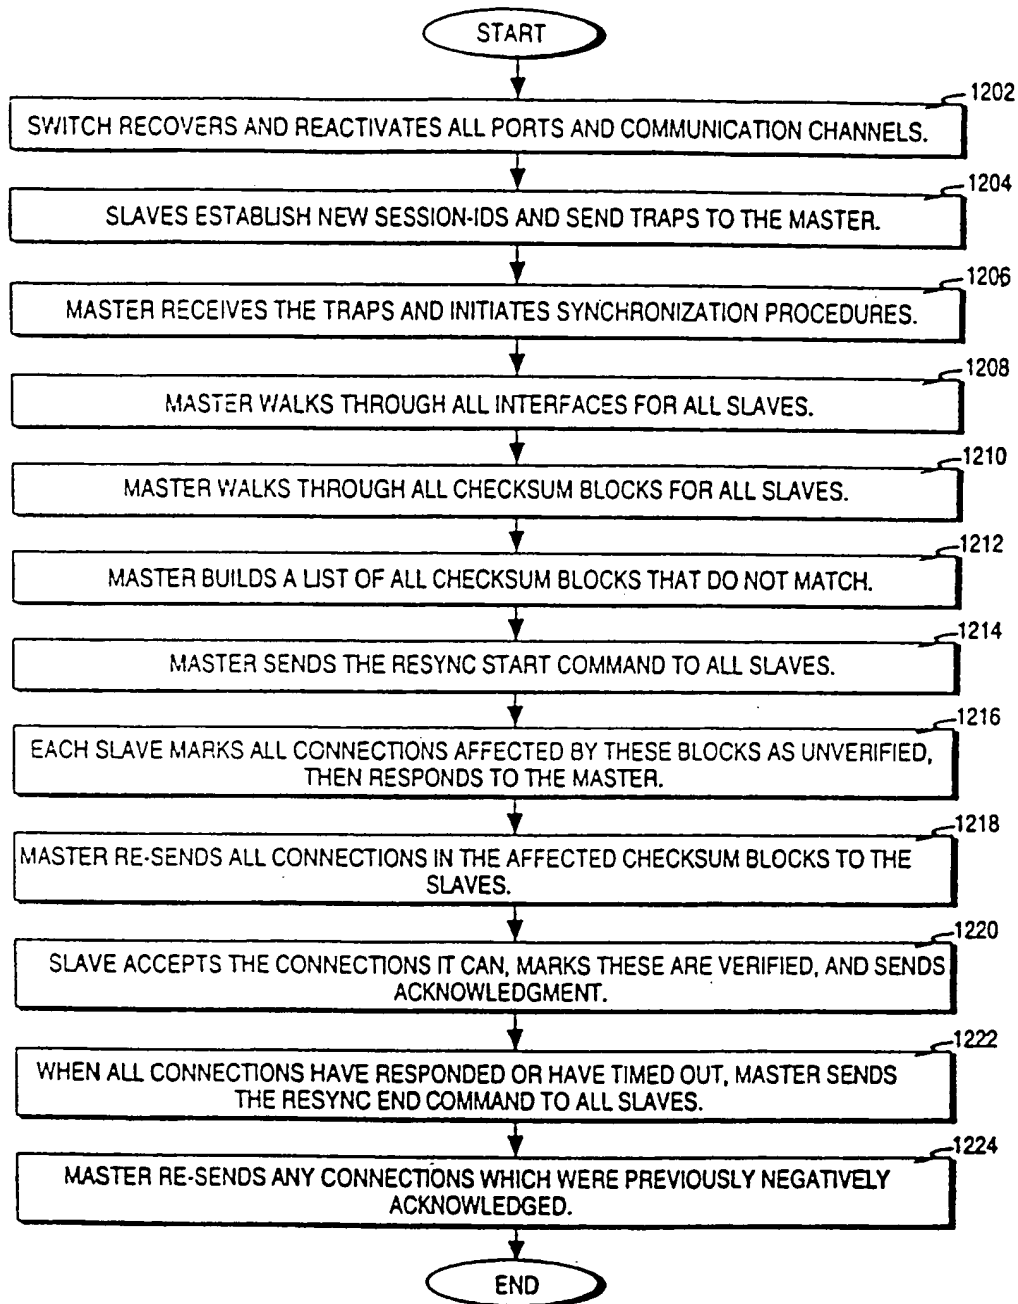 START
1202
SWITCH RECOVERS AND REACTIVATES ALL PORTS AND COMMUNICATION CHANNELS.
1204
SLAVES ESTABLISH NEW SESSION-IDS AND SEND TRAPS TO THE MASTER.
1206
MASTER RECEIVES THE TRAPS AND INITIATES SYNCHRONIZATION PROCEDURES.
1208
MASTER WALKS THROUGH ALL INTERFACES FOR ALL SLAVES.
1210
MASTER WALKS THROUGH ALL CHECKSUM BLOCKS FOR ALL SLAVES.
1212
MASTER BUILDS A LIST OF ALL CHECKSUM BLOCKS THAT DO NOT MATCH.
1214
MASTER SENDS THE RESYNC START COMMAND TO ALL SLAVES.
1216
EACH SLAVE MARKS ALL CONNECTIONS AFFECTED BY THESE BLOCKS AS UNVERIFIED,
THEN RESPONDS TO THE MASTER.
1218
MASTER RE-SENDS ALL CONNECTIONS IN THE AFFECTED CHECKSUM BLOCKS TO THE
SLAVES.
1220
SLAVE ACCEPTS THE CONNECTIONS IT CAN, MARKS THESE ARE VERIFIED, AND SENDS
ACKNOWLEDGMENT.
1222
WHEN ALL CONNECTIONS HAVE RESPONDED OR HAVE TIMED OUT, MASTER SENDS
THE RESYNC END COMMAND TO ALL SLAVES.
1224
MASTER RE-SENDS ANY CONNECTIONS WHICH WERE PREVIOUSLY NEGATIVELY
ACKNOWLEDGED.
END